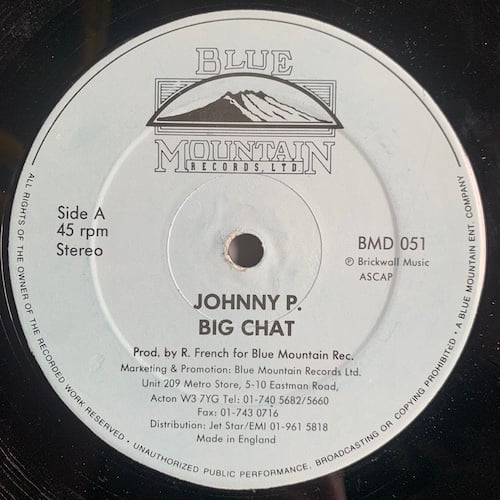 BLUE
MOUNTAIN
RECORDS, LTD
Side A
45 rpm
Stereo
BMD 051
℗ Brickwall Music
ASCAP
JOHNNY P.
BIG CHAT
Prod. by R. French for Blue Mountain Rec.
Marketing & Promotion: Blue Mountain Records Ltd.
Unit 209 Metro Store, 5-10 Eastman Road,
Acton W3 7YG Tel: 01-740 5682/5660
Fax: 01-743 0716
Distribution: Jet Star/EMI 01-961 5818
Made in England
ALL RIGHTS OF THE OWNER OF THE RECORDED WORK RESERVED • UNAUTHORIZED PUBLIC PERFORMANCE, BROADCASTING OR COPYING PROHIBITED • A BLUE MOUNTAIN ENT. COMPANY